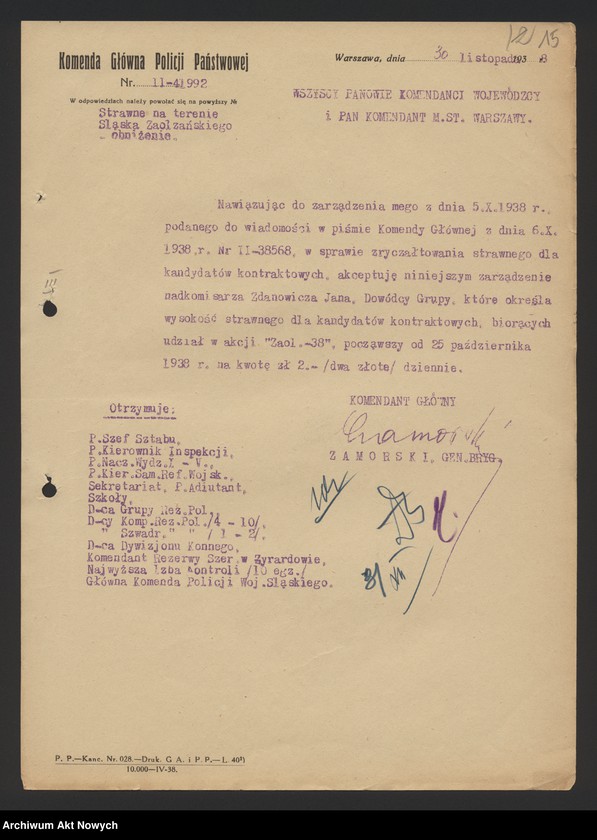 15
Komenda Główna Policji Państwowej
Nr. 11-41992
W odpowiedziach należy powołać się na powyższy №
Strawne na terenie
Śląska Zaolzańskiego
- obniżenie.
Warszawa, dnia 30 listopada 193 8
WSZYSCY PANOWIE KOMENDANCI WOJEWÓDZCY
i PAN KOMENDANT M.ST. WARSZAWY.
Nawiązując do zarządzenia mego z dnia 5.X.1938 r.,
podanego do wiadomości w piśmie Komendy Głównej z dnia 6.X.
1938.r. Nr II-38568, w sprawie zryczałtowania strawnego dla
kandydatów kontraktowych, akceptuję niniejszym zarządzenie
nadkomisarza Zdanowicza Jana, Dowódcy Grupy, które określa
wysokość strawnego dla kandydatów kontraktowych, biorących
udział w akcji "Zaol.-38", począwszy od 25 października
1938 r. na kwotę zł 2.- /dwa złote/ dziennie.
KOMENDANT GŁÓWNY
Zamorski
ZAMORSKI, GEN.BRYG.
Otrzymuje:
P.Szef Sztabu,
P.Kierownik Inspekcji,
P.Nacz.Wydz.I - V.,
P.Kier.Sam.Ref.Wojsk.,
Sekretariat, P.Adiutant,
Szkoły,
D-ca Grupy Rez.Pol.,
D-cy Komp.Rez.Pol./4 - 10/,
" Szwadr." " / 1 - 2/,
D-ca Dywizjonu Konnego,
Komendant Rezerwy Szer.w Żyrardowie,
Najwyższa Izba Kontroli /10 egz./
Główna Komenda Policji Woj.Śląskiego.
P. P.—Kanc. Nr. 028.—Druk. G. A. i P. P.—L. 40¹)
10.000—IV-38.
Archiwum Akt Nowych